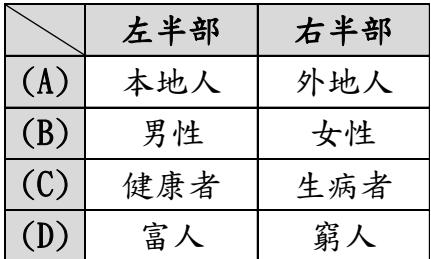 左半部 右半部
(A) 本地人 外地人
(B) 男性 女性
(C) 健康者 生病者
(D) 富人 窮人